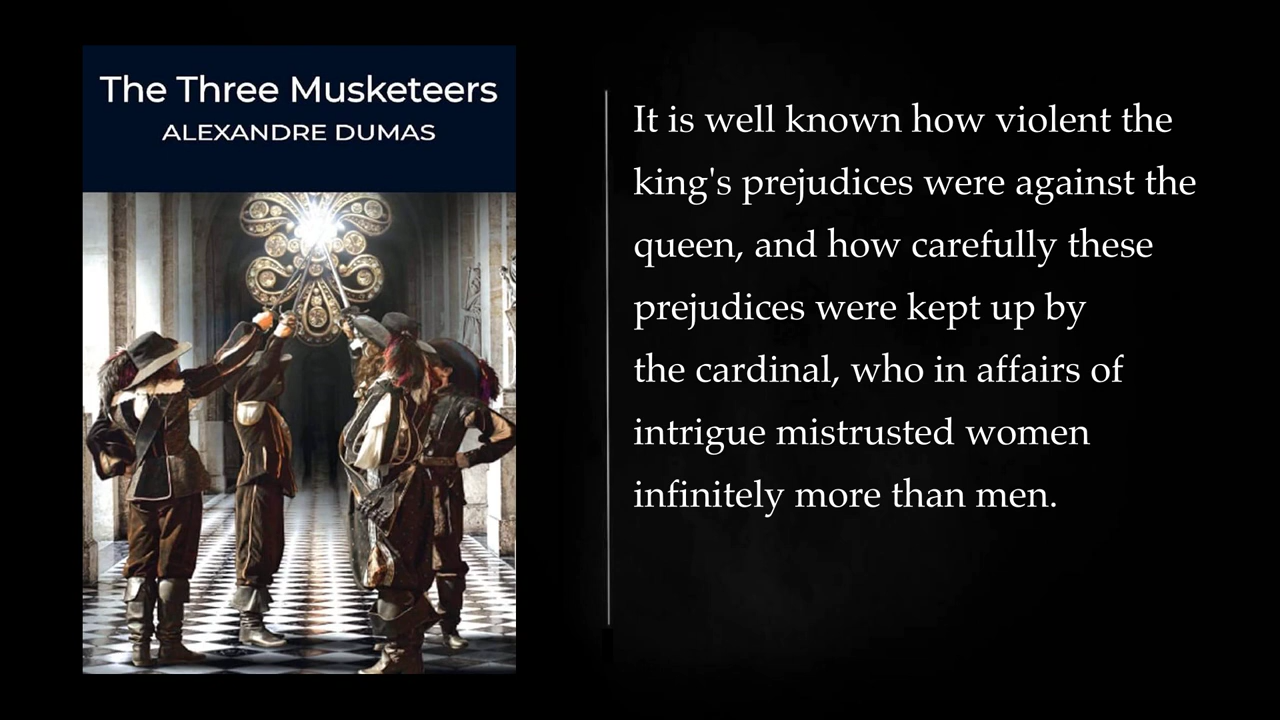 The Three Musketeers
ALEXANDRE DUMAS
It is well known how violent the
king's prejudices were against the
queen, and how carefully these
prejudices were kept up by
the cardinal, who in affairs of
intrigue mistrusted women
infinitely more than men.